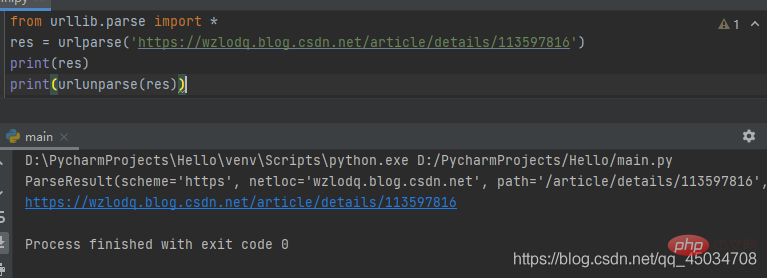 from urllib.parse import *
1
res = urlparse('https://wzlodq.blog.csdn.net/article/details/113597816')
print(res)
print(urlunparse(res))
main
D:\PycharmProjects\Hello\venv\Scripts\python.exe D:/PycharmProjects/Hello/main.py
ParseResult(scheme='https', netloc='wzlodq.blog.csdn.net', path='/article/details/113597816',
https://wzlodq.blog.csdn.net/article/details/113597816
Process finished with exit code 0
php
https://blog.csdn.net/qq_45034708